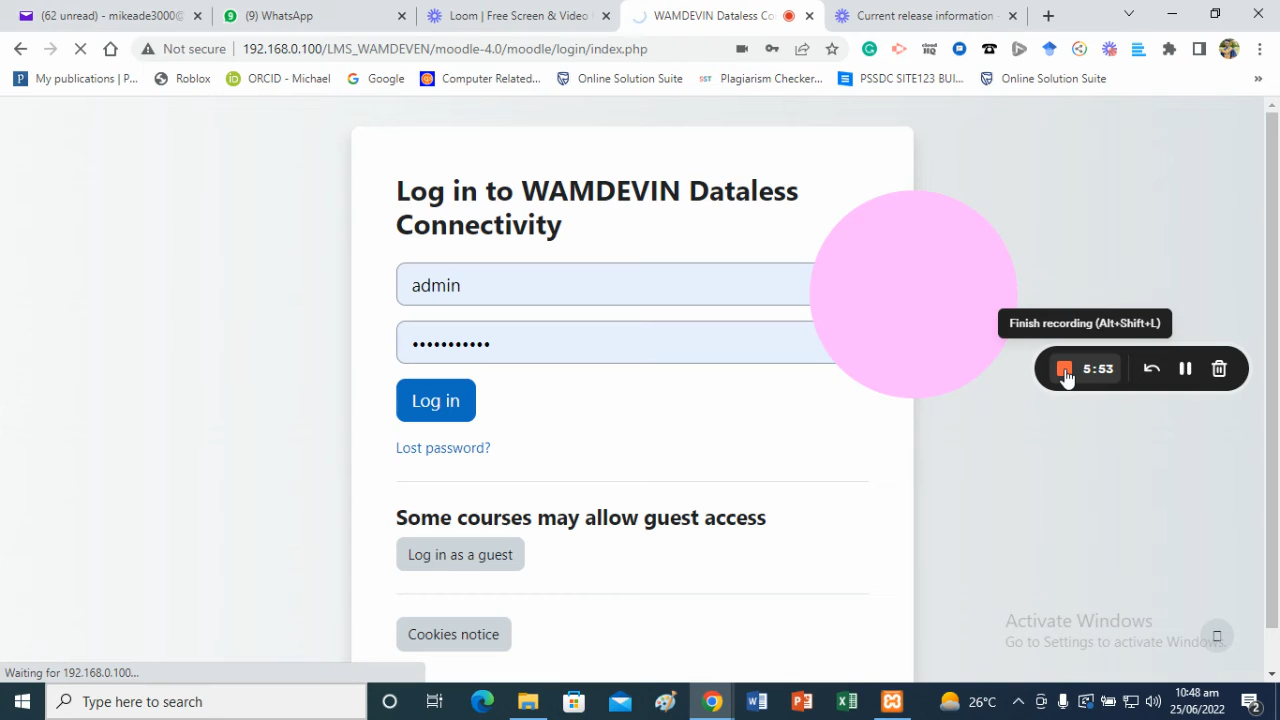 (62 unread) - mikeade3000@
(9) WhatsApp
Loom | Free Screen & Video
WAMDEVIN Dataless Co
Current release information -
Not secure
192.168.0.100/LMS_WAMDEVEN/moodle-4.0/moodle/login/index.php
My publications | P...
Roblox
ORCID - Michael
Google
Computer Related...
Online Solution Suite
Plagiarism Checker...
PSSDC SITE123 BUI...
Online Solution Suite
»
Log in to WAMDEVIN Dataless
Connectivity
admin
•••••••••••
Log in
Lost password?
Some courses may allow guest access
Log in as a guest
Cookies notice
Finish recording (Alt+Shift+L)
5:53
Activate Windows
Go to Settings to activate Windows.
Waiting for 192.168.0.100...
Type here to search
26°C
10:48 am
25/06/2022
2